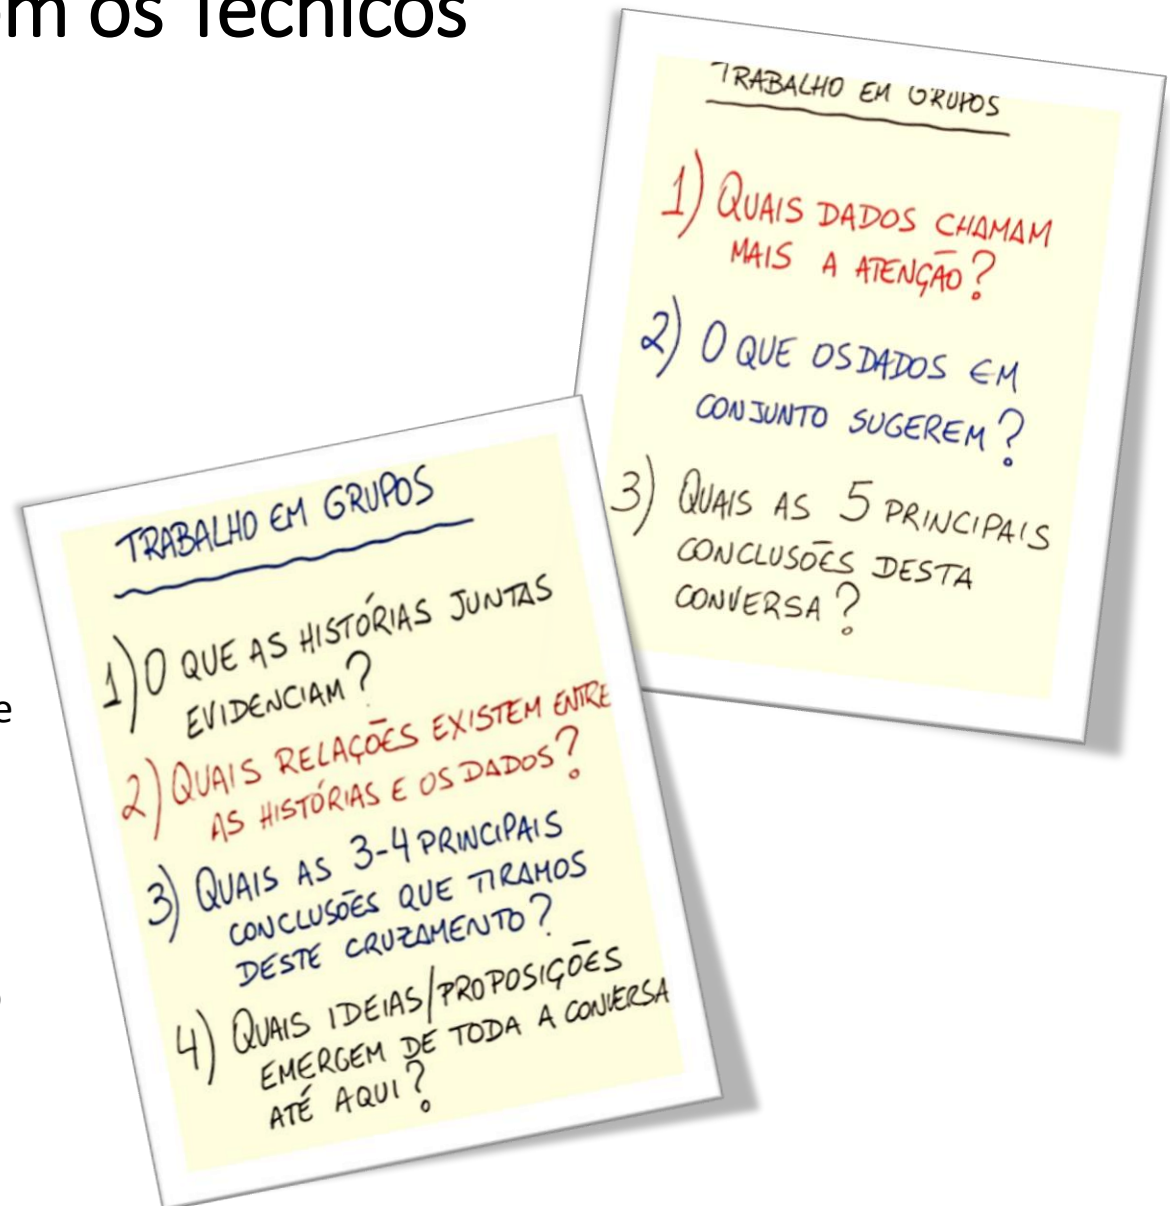 m os Técnicos
TRABALHO EM GRUPOS
1) QUAIS DADOS CHAMAM
MAIS A ATENÇÃO?
2) O QUE OS DADOS EM
CONJUNTO SUGEREM?
3) QUAIS AS 5 PRINCIPAIS
CONCLUSÕES DESTA
CONVERSA?
TRABALHO EM GRUPOS
1) O QUE AS HISTÓRIAS JUNTAS
EVIDENCIAM?
2) QUAIS RELAÇÕES EXISTEM ENTRE
AS HISTÓRIAS E OS DADOS?
3) QUAIS AS 3-4 PRINCIPAIS
CONCLUSÕES QUE TIRAMOS
DESTE CRUZAMENTO?
4) QUAIS IDEIAS/PROPOSIÇÕES
EMERGEM DE TODA A CONVERSA
ATÉ AQUI?
e